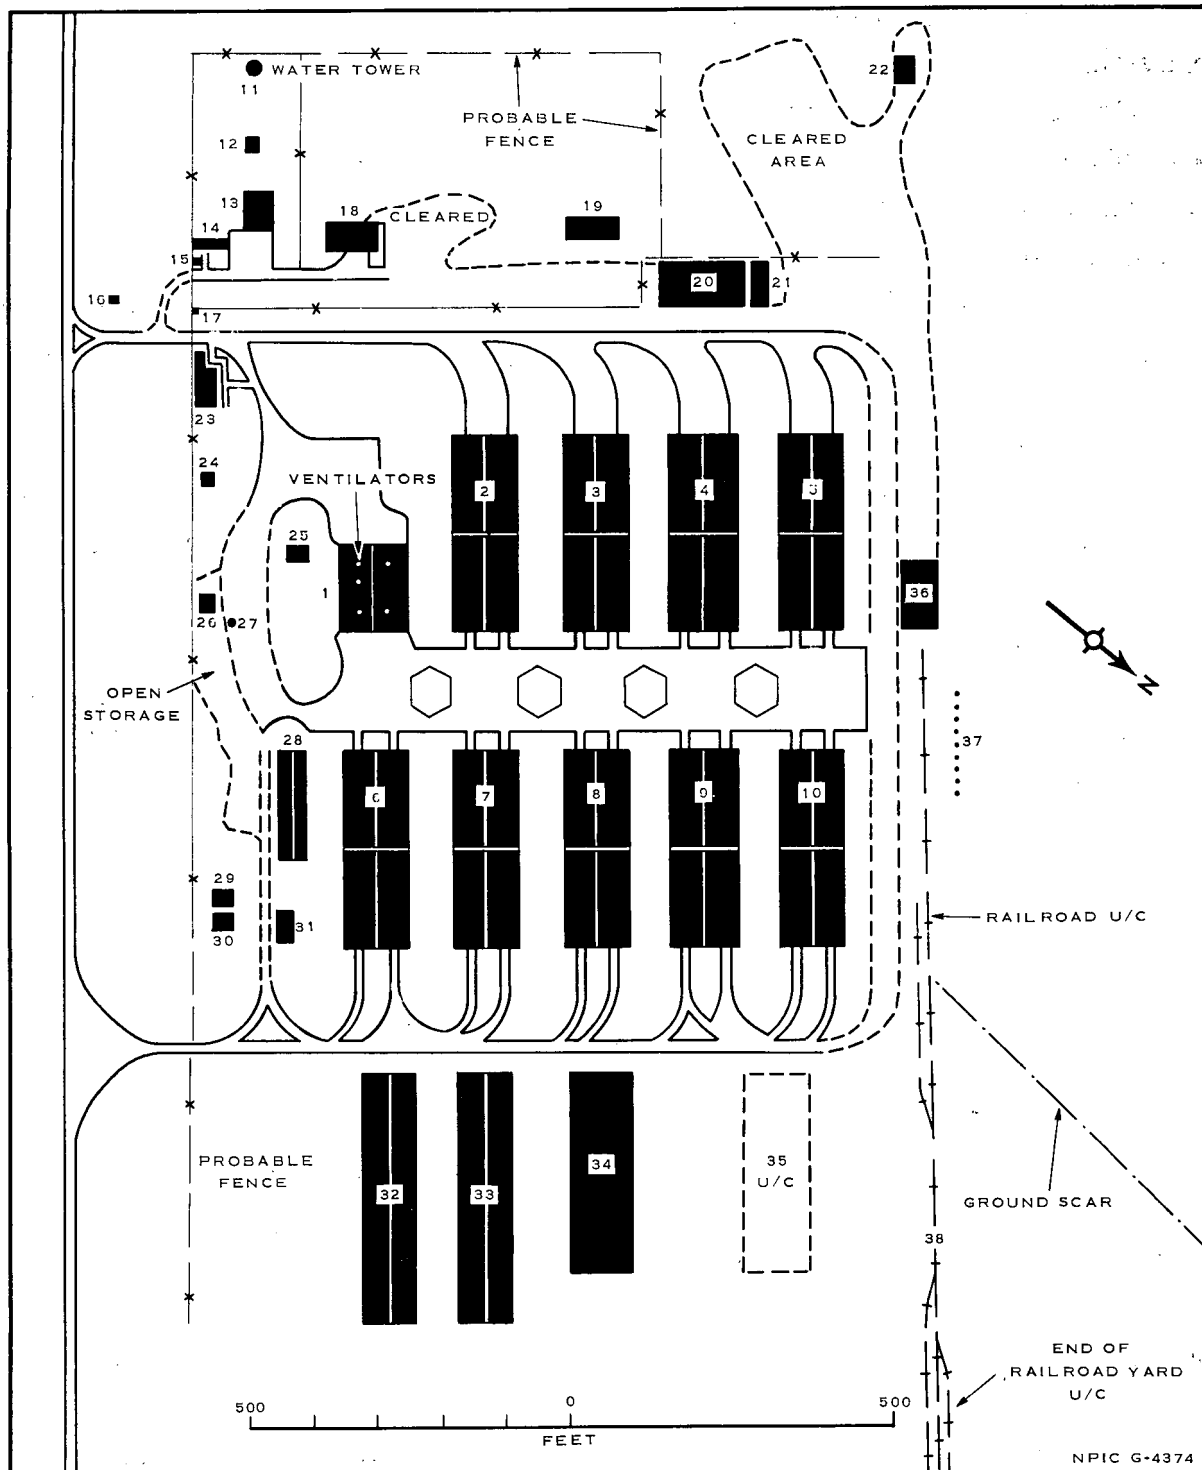 22
WATER TOWER
11
PROBABLE
FENCE
CLEARED
AREA
12
13
18
CLEARED
19
14
15
20
21
16
17
23
24
VENTILATORS
2
3
4
5
25
1
36
26
27
N
OPEN
STORAGE
28
37
6
7
8
9
10
29
30
31
RAILROAD U/C
PROBABLE
FENCE
32
33
34
35
U/C
GROUND SCAR
38
END OF
RAILROAD YARD
U/C
500
0
500
FEET
NPIC G-4374